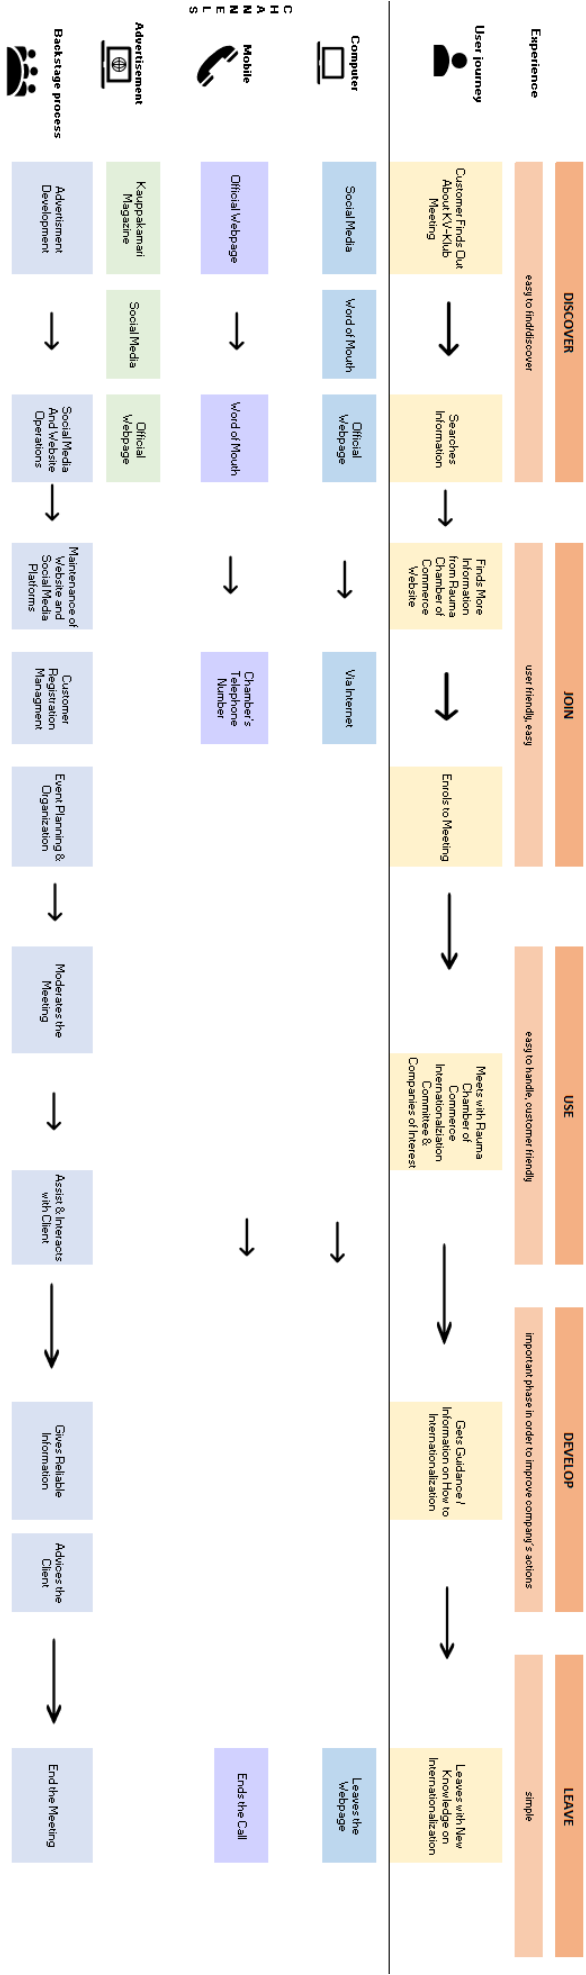 DISCOVER
JOIN
USE
DEVELOP
LEAVE
Experience
easy to find/discover
user friendly, easy
easy to handle, customer friendly
important phase in order to improve company's actions
simple
User journey
Customer Finds Out
About KV-Klub
Meeting
Searches
Information
Finds More
Information
from Rauma
Chamber of
Commerce
Website
Enrols to Meeting
Meets with Rauma
Chamber of
Commerce
Internationalziation
Committee &
Companies of Interest
Gets Guidance /
Information on How to
Internationalization
Leaves with New
Knowledge on
Internationalization
C
H
A
N
N
E
L
S
Computer
Social Media
Word of Mouth
Official
Webpage
Via Internet
Leaves the
Webpage
Mobile
Official Webpage
Word of Mouth
Chamber's
Telephone
Number
Ends the Call
Advertisement
Kauppakamari
Magazine
Social Media
Official
Webpage
Backstage process
Advertisment
Development
Social Media
And Website
Operations
Maintenance of
Website and
Social Media
Platforms
Customer
Registration
Managment
Event Planning &
Organization
Moderates the
Meeting
Assist & Interacts
with Client
Gives Reliable
Information
Advices the
Client
End the Meeting